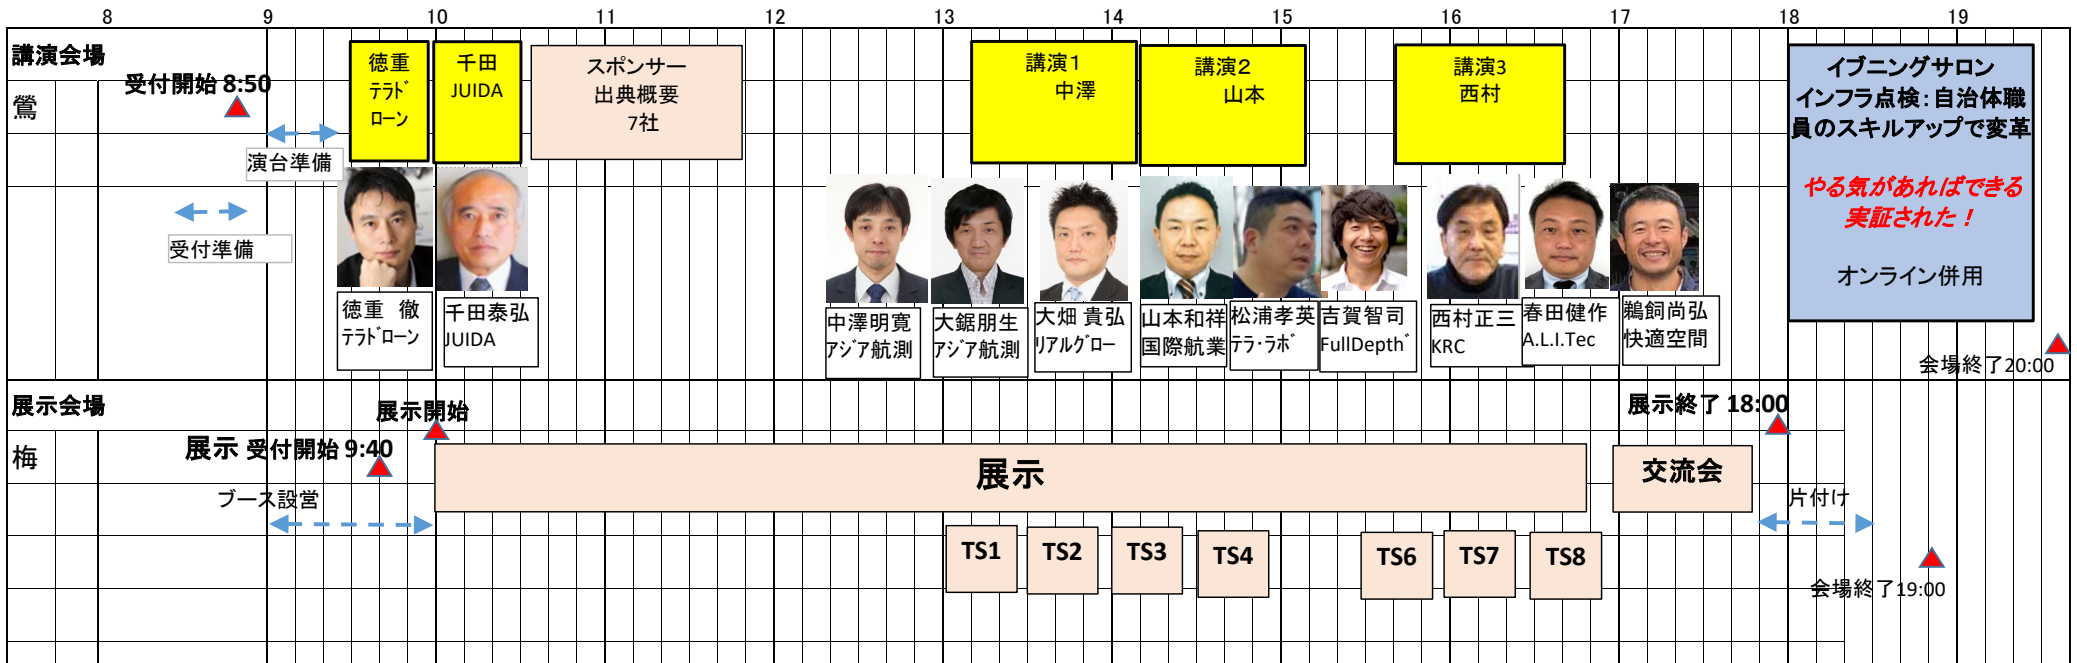 8 9 10 11 12 13 14 15 16 17 18 19
講演会場
受付開始 8:50
鶯
演台準備
受付準備
徳重
テラド゛
ローン
千田
JUIDA
スポンサー
出典概要
7社
講演1
中澤
講演2
山本
講演3
西村
イブニングサロン
インフラ点検:自治体職
員のスキルアップで変革
やる気があればできる
実証された!
オンライン併用
徳重 徹
テラド゛ローン
千田泰弘
JUIDA
中澤明寛
アジア航測
大鋸朋生
アジア航測
大畑 貴弘
リアルグロー
山本和祥
国際航業
松浦孝英
テラ・ラボ
吉賀智司
FullDepth゛
西村正三
KRC
春田健作
A.L.I.Tec
鵜飼尚弘
快適空間
会場終了20:00
展示会場
展示開始
展示終了 18:00
梅
展示 受付開始 9:40
展示
交流会
ブース設営
片付け
TS1
TS2
TS3
TS4
TS6
TS7
TS8
会場終了19:00